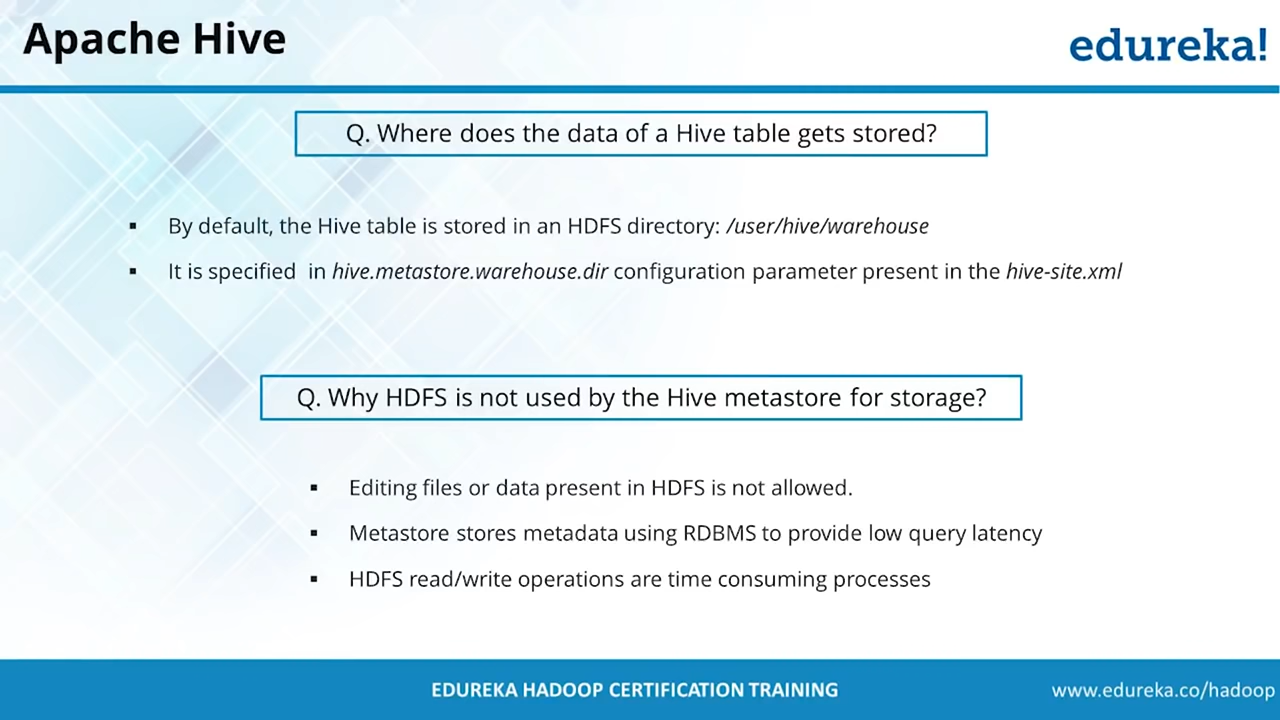 Apache Hive
edureka!
Q. Where does the data of a Hive table gets stored?
▪ By default, the Hive table is stored in an HDFS directory: /user/hive/warehouse
▪ It is specified in hive.metastore.warehouse.dir configuration parameter present in the hive-site.xml
Q. Why HDFS is not used by the Hive metastore for storage?
▪ Editing files or data present in HDFS is not allowed.
▪ Metastore stores metadata using RDBMS to provide low query latency
▪ HDFS read/write operations are time consuming processes
EDUREKA HADOOP CERTIFICATION TRAINING
www.edureka.co/hadoop